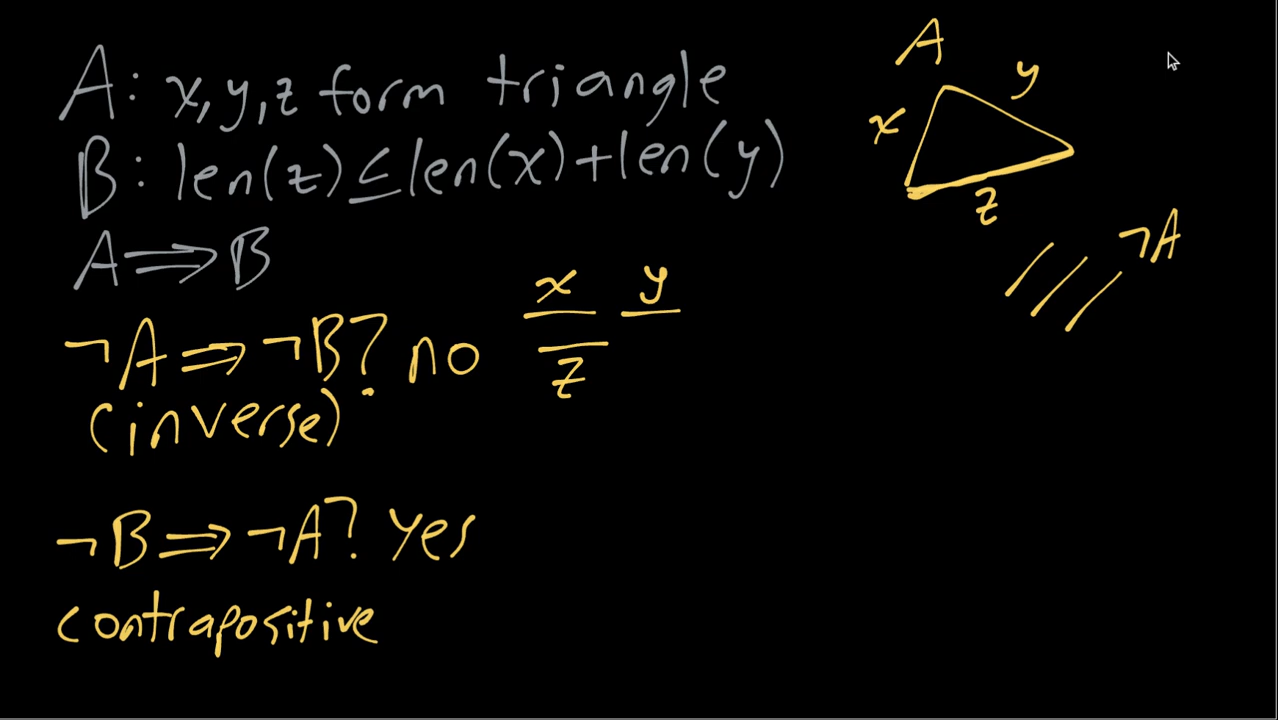 A: x,y,z form triangle
B: len(z)≤len(x)+len(y)
A⟹B
¬A⟹¬B? no
(inverse)
x y
z
¬B⟹¬A? yes
contrapositive
A
x y
z
¬A